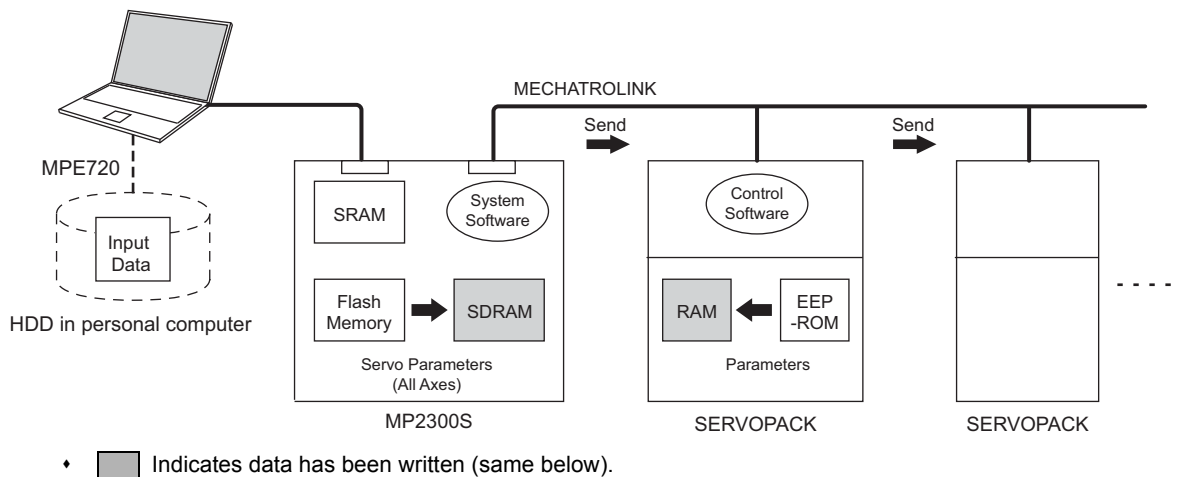 MECHATROLINK
Send
Send
MPE720
SRAM
System
Software
Control
Software
Input
Data
Flash
Memory
SDRAM
RAM
EEP
-ROM
HDD in personal computer
Servo Parameters
(All Axes)
Parameters
MP2300S
SERVOPACK
SERVOPACK
Indicates data has been written (same below).